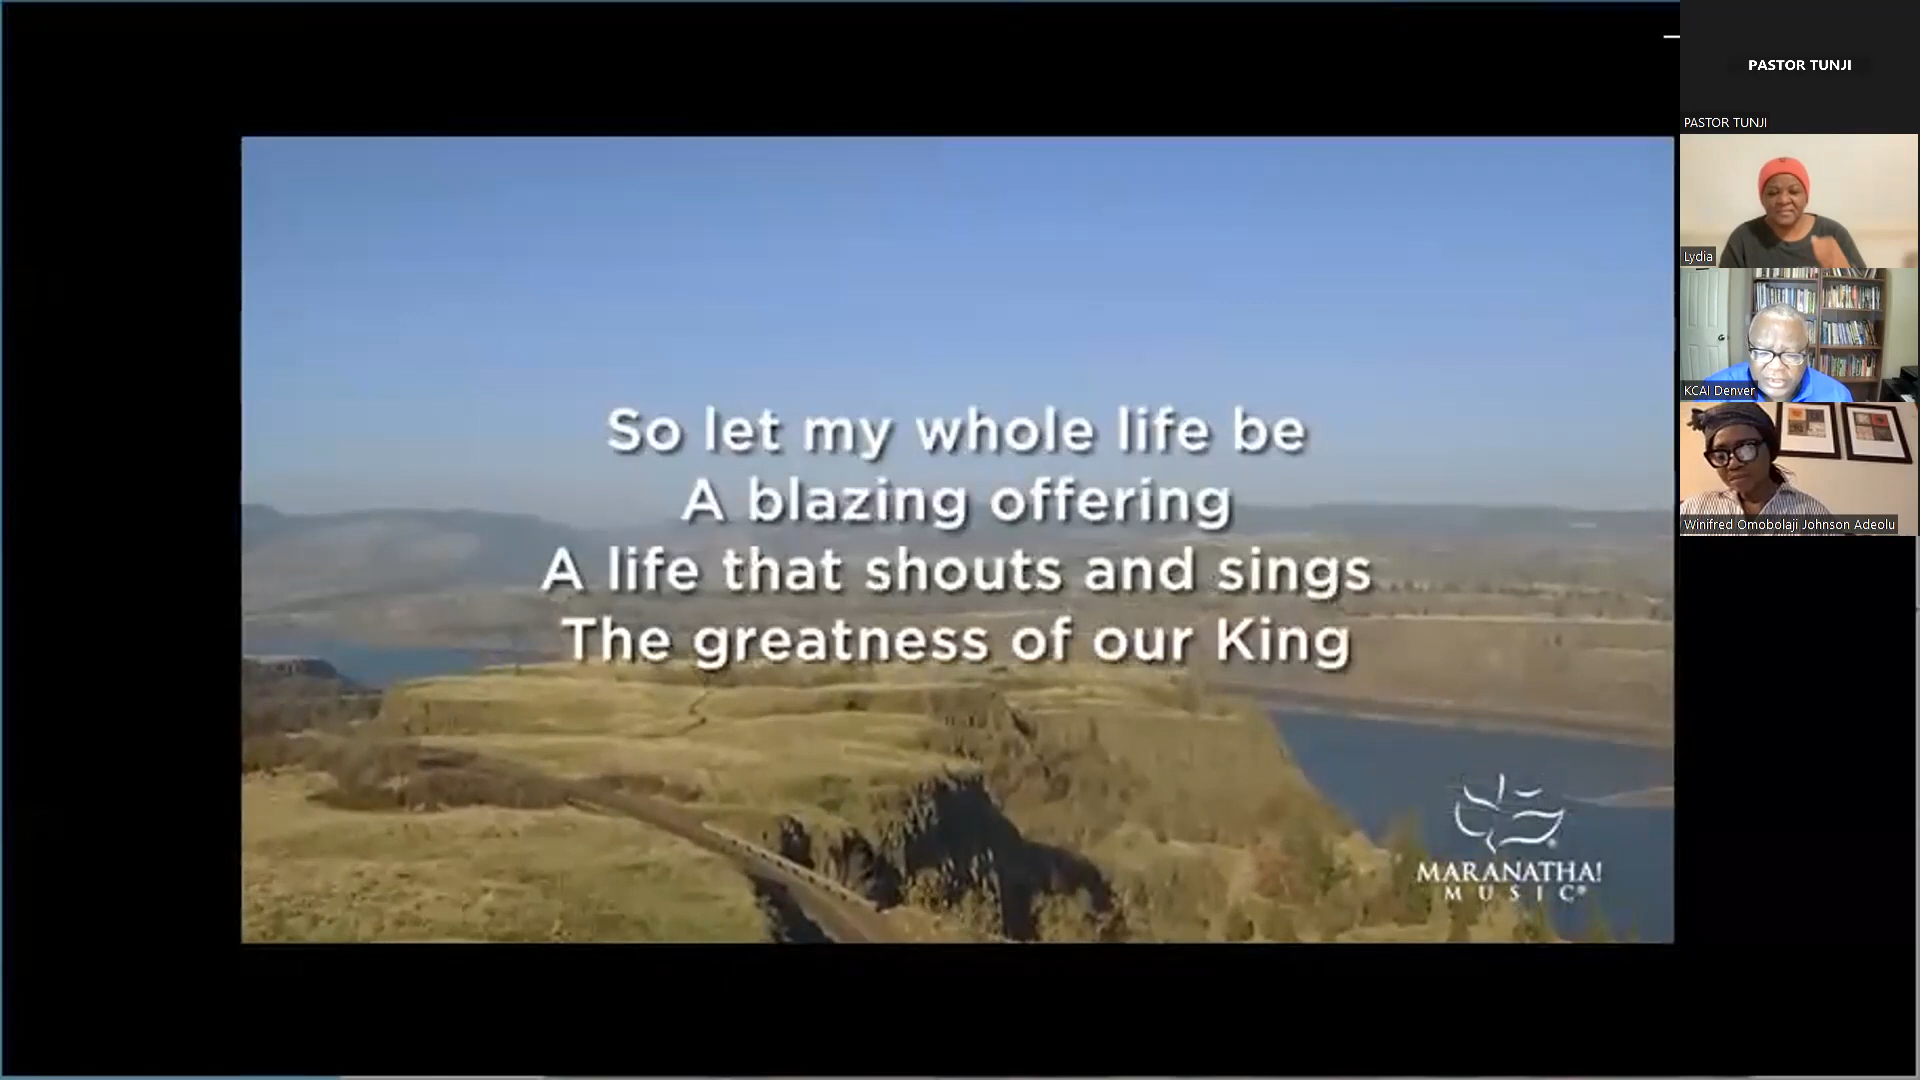 So let my whole life be
A blazing offering
A life that shouts and sings
The greatness of our King
MARANATHA!
MUSIC®
PASTOR TUNJI
PASTOR TUNJI
Lydia
KCAI Denver
Winifred Omobolaji Johnson Adeolu